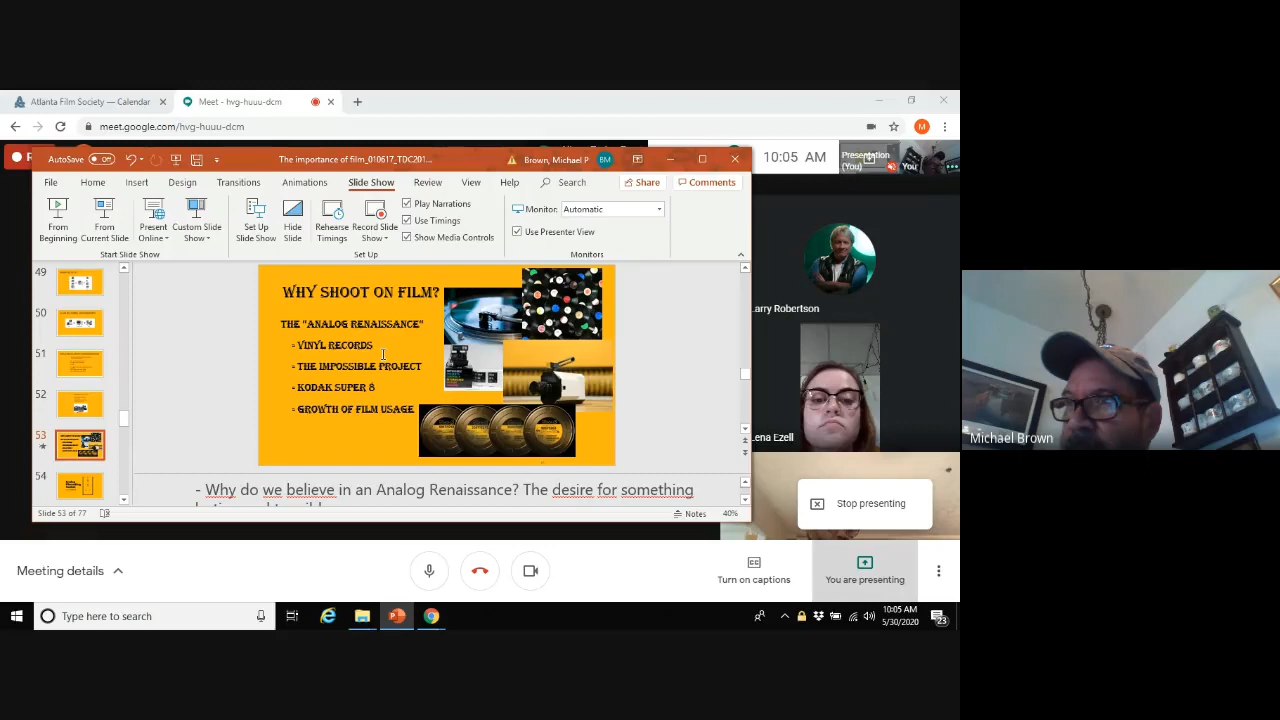 Atlanta Film Society — Calendar
Meet - hvg-huuu-dcm
meet.google.com/hvg-huuu-dcm
M
AutoSave Off
The importance of film_010617_TDC201...
Brown, Michael P
BM
10:05 AM
Presentation
(You)
You
File Home Insert Design Transitions Animations Slide Show Review View Help Search Share Comments
From
Beginning
From
Current Slide
Present
Online
Custom Slide
Show
Set Up
Slide Show
Hide
Slide
Rehearse
Timings
Record Slide
Show
Play Narrations
Use Timings
Show Media Controls
Monitor: Automatic
Use Presenter View
Start Slide Show
Set Up
Monitors
49
50
51
52
53
54
WHY SHOOT ON FILM?
THE "ANALOG RENAISSANCE"
- VINYL RECORDS
- THE IMPOSSIBLE PROJECT
- KODAK SUPER 8
- GROWTH OF FILM USAGE
- Why do we believe in an Analog Renaissance? The desire for something
Slide 53 of 77
Notes
40%
Larry Robertson
Lena Ezell
Michael Brown
Stop presenting
Meeting details
Turn on captions
You are presenting
Type here to search
10:05 AM
5/30/2020
23